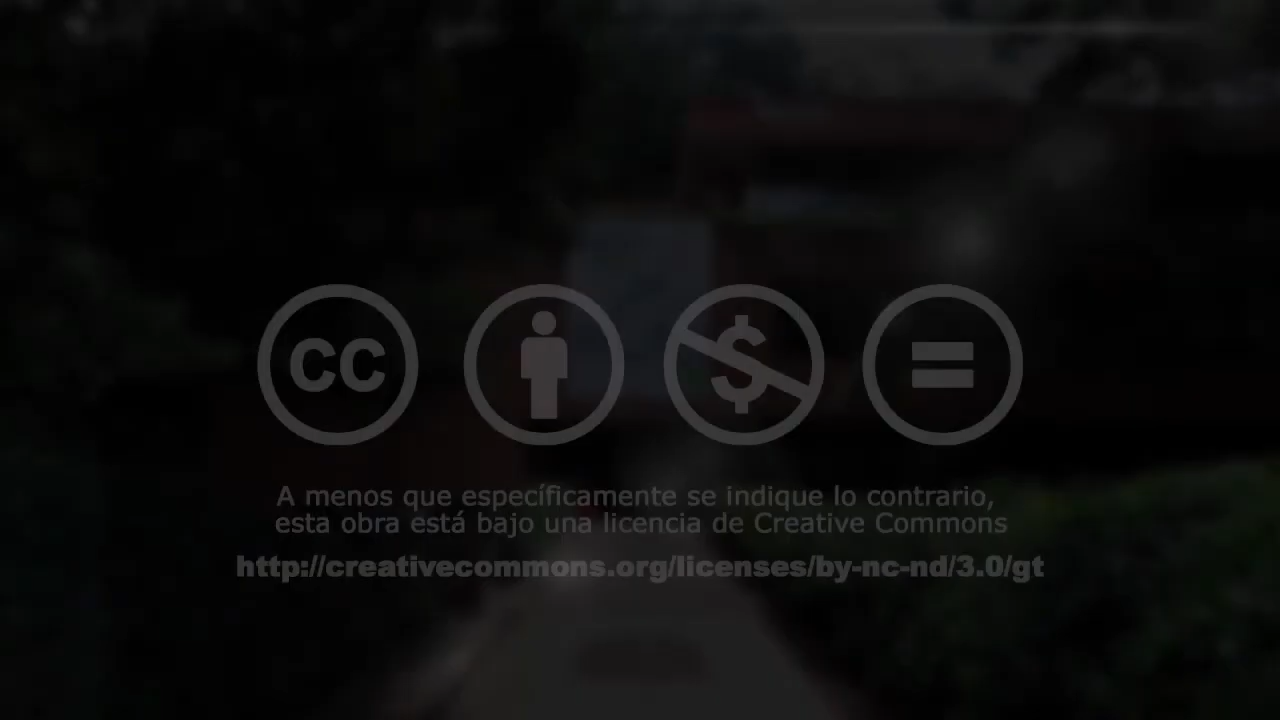 CC
$
=
A menos que específicamente se indique lo contrario,
esta obra está bajo una licencia de Creative Commons
http://creativecommons.org/licenses/by-nc-nd/3.0/gt